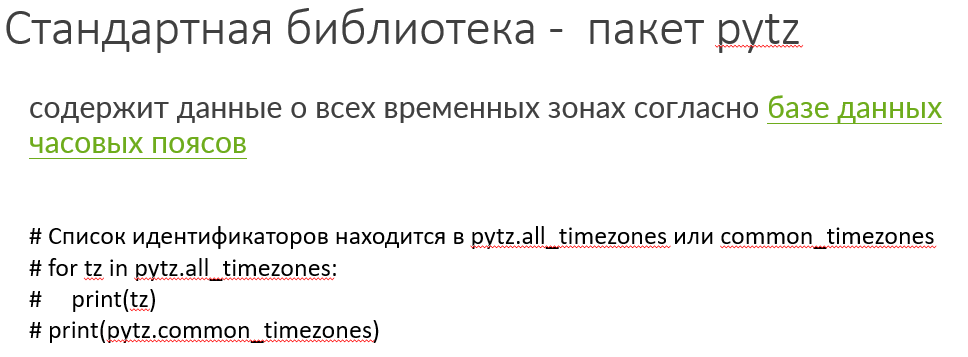 Стандартная библиотека - пакет pytz
содержит данные о всех временных зонах согласно базе данных
часовых поясов
# Список идентификаторов находится в pytz.all_timezones или common_timezones
# for tz in pytz.all_timezones:
#     print(tz)
# print(pytz.common_timezones)